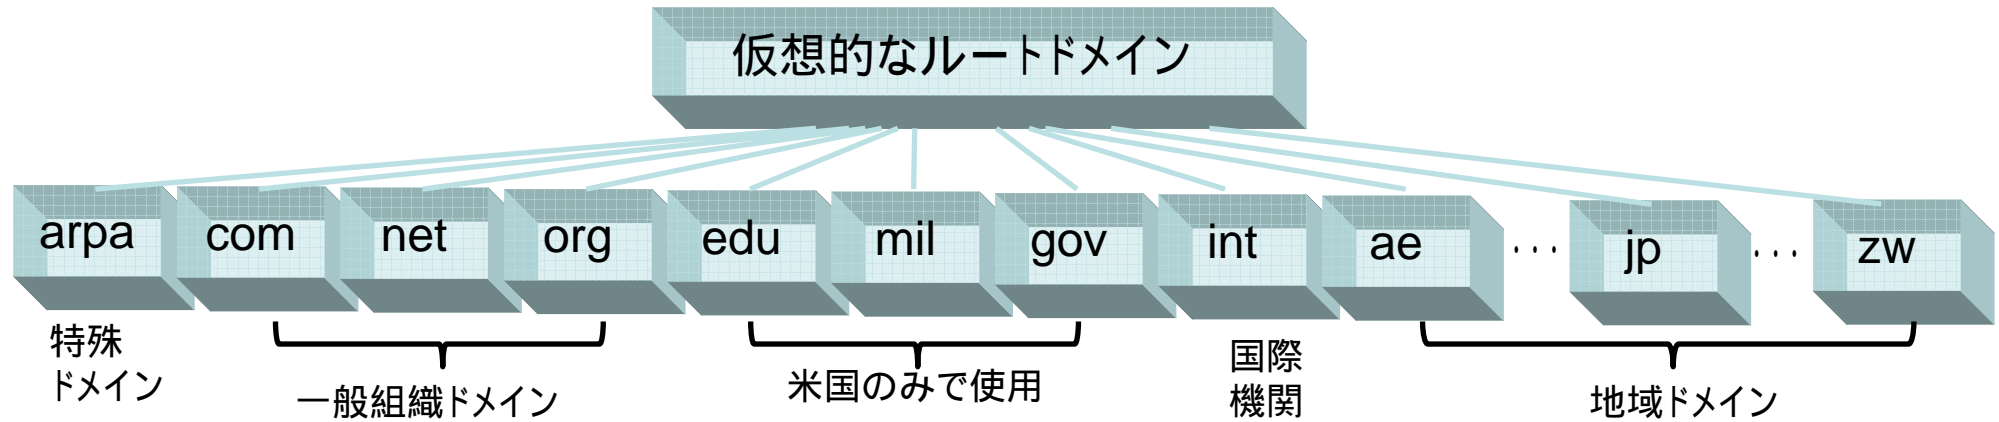 仮想的なルートドメイン
arpa com net org edu mil gov int ae ・・・ jp ・・・ zw
特殊
ドメイン
一般組織ドメイン
米国のみで使用
国際
機関
地域ドメイン